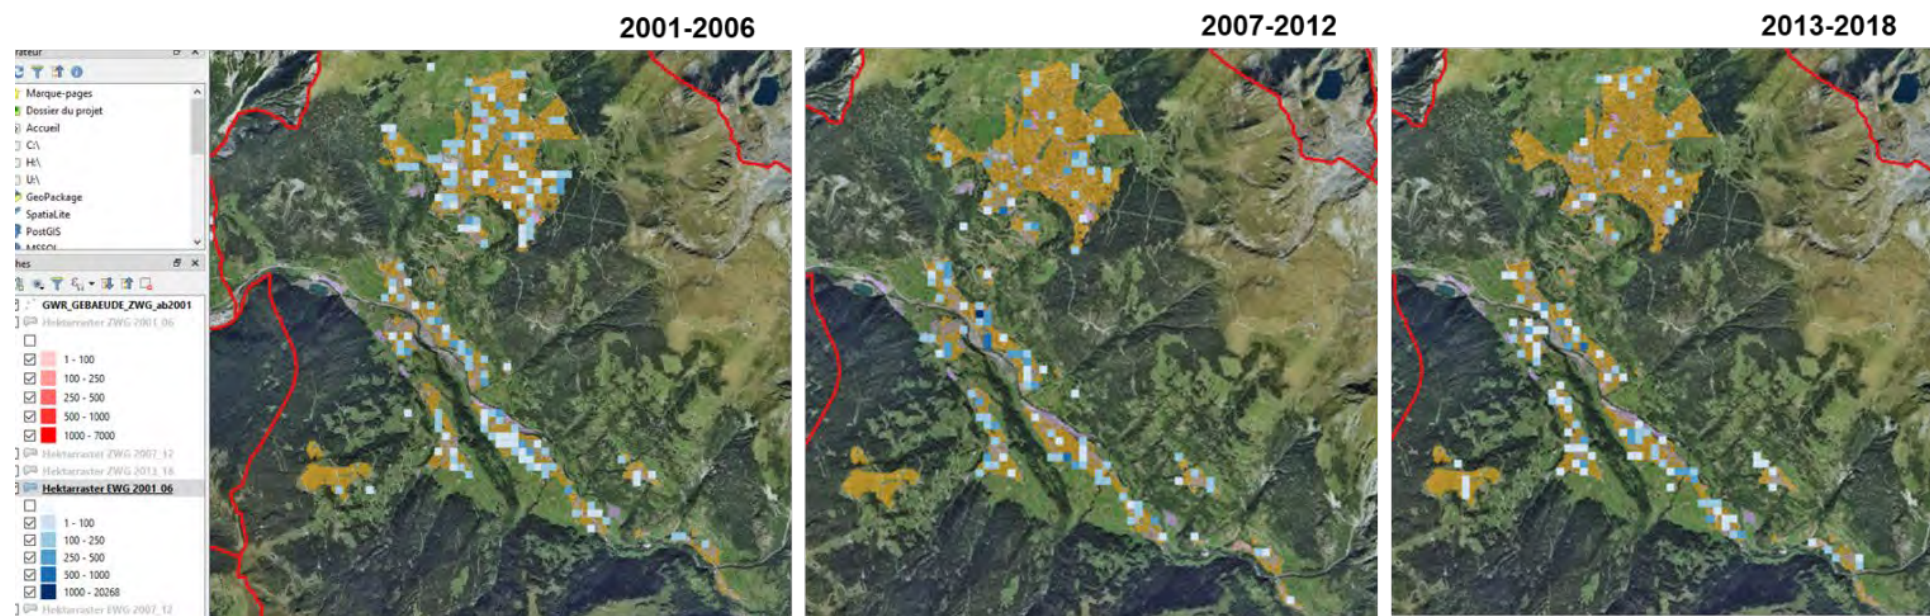 2001-2006
2007-2012
2013-2018
Marque-pages
Dossier du projet
Accueil
C:\
H:\
U:\
GeoPackage
SpatiaLite
PostGIS
MSSQL
GWR_GEBAEUDE_ZWG_ab2001
Hektarraster ZWG 2001_06
1 - 100
100 - 250
250 - 500
500 - 1000
1000 - 7000
Hektarraster ZWG 2007_12
Hektarraster ZWG 2013_18
Hektarraster EWG 2001_06
1 - 100
100 - 250
250 - 500
500 - 1000
1000 - 20268
Hektarraster EWG 2007_12